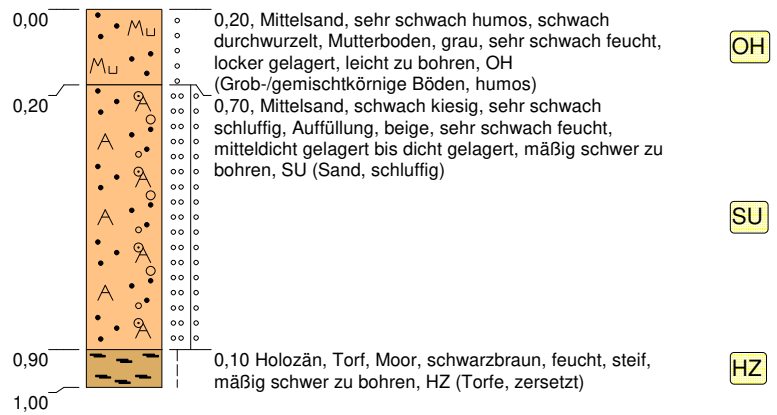 0,00
Mu
Mu
0,20, Mittelsand, sehr schwach humos, schwach
durchwurzelt, Mutterboden, grau, sehr schwach feucht,
locker gelagert, leicht zu bohren, OH
(Grob-/gemischtkörnige Böden, humos)
OH
0,20
A
A
A
A
A
A
A
0,70, Mittelsand, schwach kiesig, sehr schwach
schluffig, Auffüllung, beige, sehr schwach feucht,
mitteldicht gelagert bis dicht gelagert, mäßig schwer zu
bohren, SU (Sand, schluffig)
SU
0,90
0,10 Holozän, Torf, Moor, schwarzbraun, feucht, steif,
mäßig schwer zu bohren, HZ (Torfe, zersetzt)
HZ
1,00